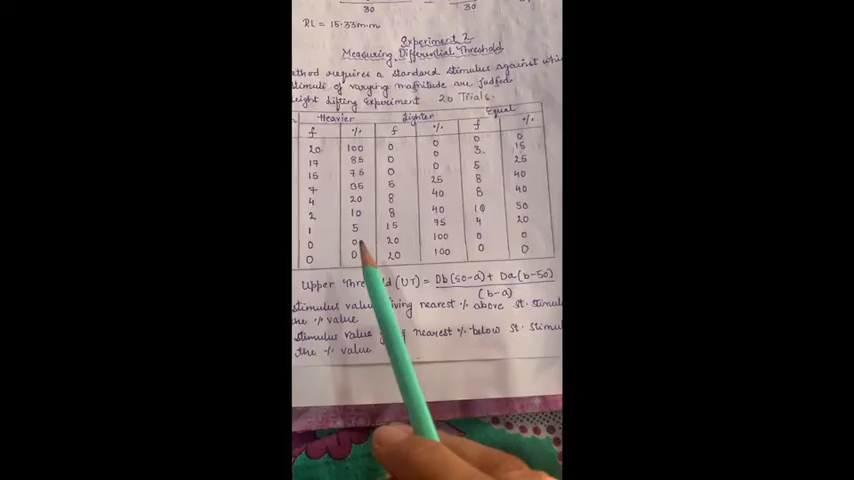 30 30
RL = 15.33m.m
Experiment 2
Measuring Differential Threshold
ethod requires a standard stimulus against whi
stimuli of varying magnitude are judged
eight lifting Experiment 20 Trials.
Heavier Lighter Equal
f % f % f %
20 100 0 0 0 0
17 85 0 0 3 15
15 75 0 0 5 25
7 35 5 25 8 40
4 20 8 40 8 40
2 10 8 40 10 50
1 5 15 75 4 20
0 0 20 100 0 0
0 0 20 100 0 0
Upper Threshold (UT) = Db(50-a) + Da(b-50)
(b-a)
stimulus value giving nearest % above st. stimul
the % value
stimulus value nearest % below st. stimu
the % value